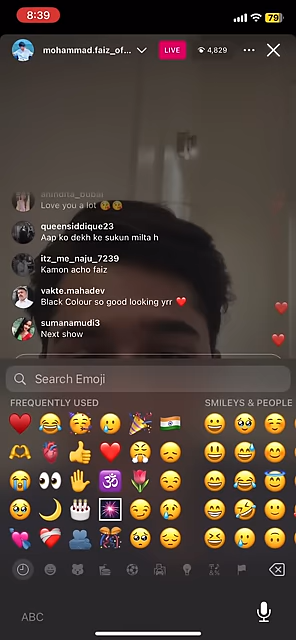 8:39
79
mohammad.faiz_of...
LIVE
4,829
Love you a lot 😘😘
queensiddique23
Aap ko dekh ke sukun milta h
itz_me_naju_7239
Kamon acho faiz
vakte.mahadev
Black Colour so good looking yrr ❤️
sumanamudi3
Next show
Search Emoji
FREQUENTLY USED
SMILEYS & PEOPLE
ABC